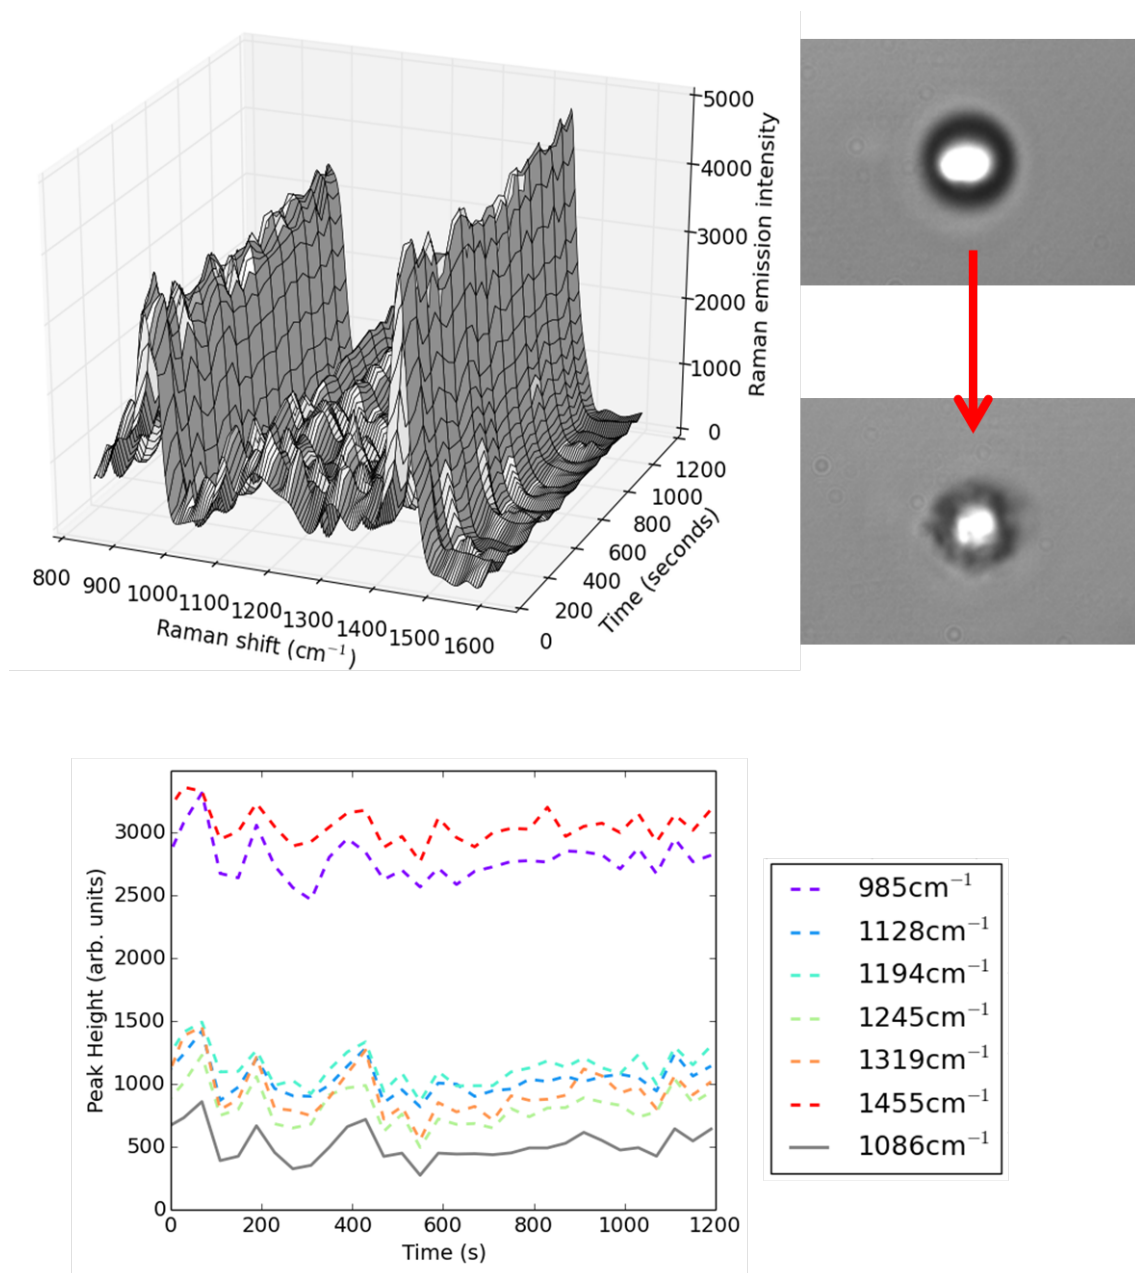 5000
4000
3000
2000
1000
0
Raman emission intensity
1200
1000
800
600
400
200
0
Time (seconds)
800 900 1000 1100 1200 1300 1400 1500 1600
Raman shift (cm⁻¹)
3000
2500
2000
1500
1000
500
0
Peak Height (arb. units)
0 200 400 600 800 1000 1200
Time (s)
985cm⁻¹
1128cm⁻¹
1194cm⁻¹
1245cm⁻¹
1319cm⁻¹
1455cm⁻¹
1086cm⁻¹